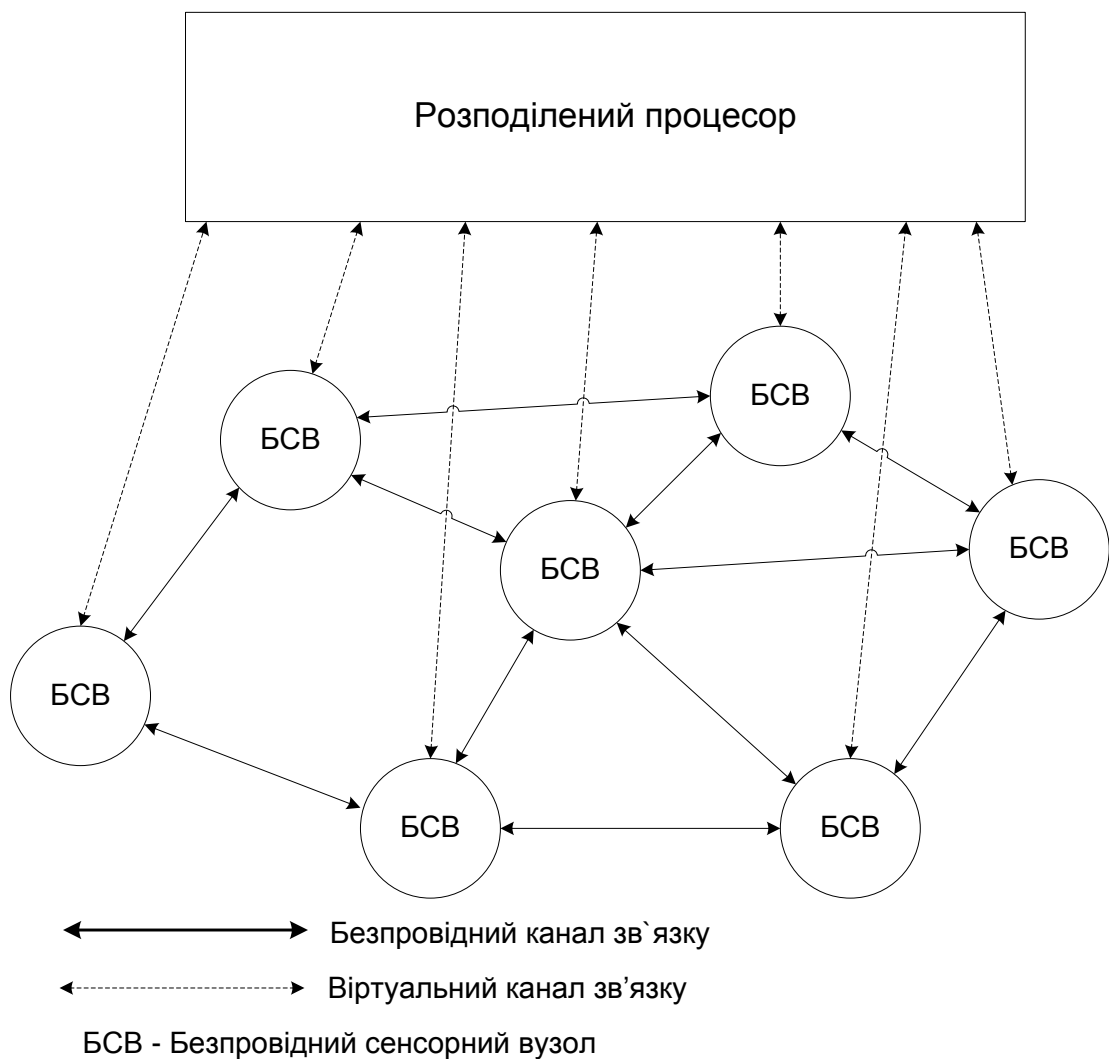 Розподілений процесор
БСВ
БСВ
БСВ
БСВ
БСВ
БСВ
БСВ
Безпровідний канал зв`язку
Віртуальний канал зв’язку
БСВ - Безпровідний сенсорний вузол